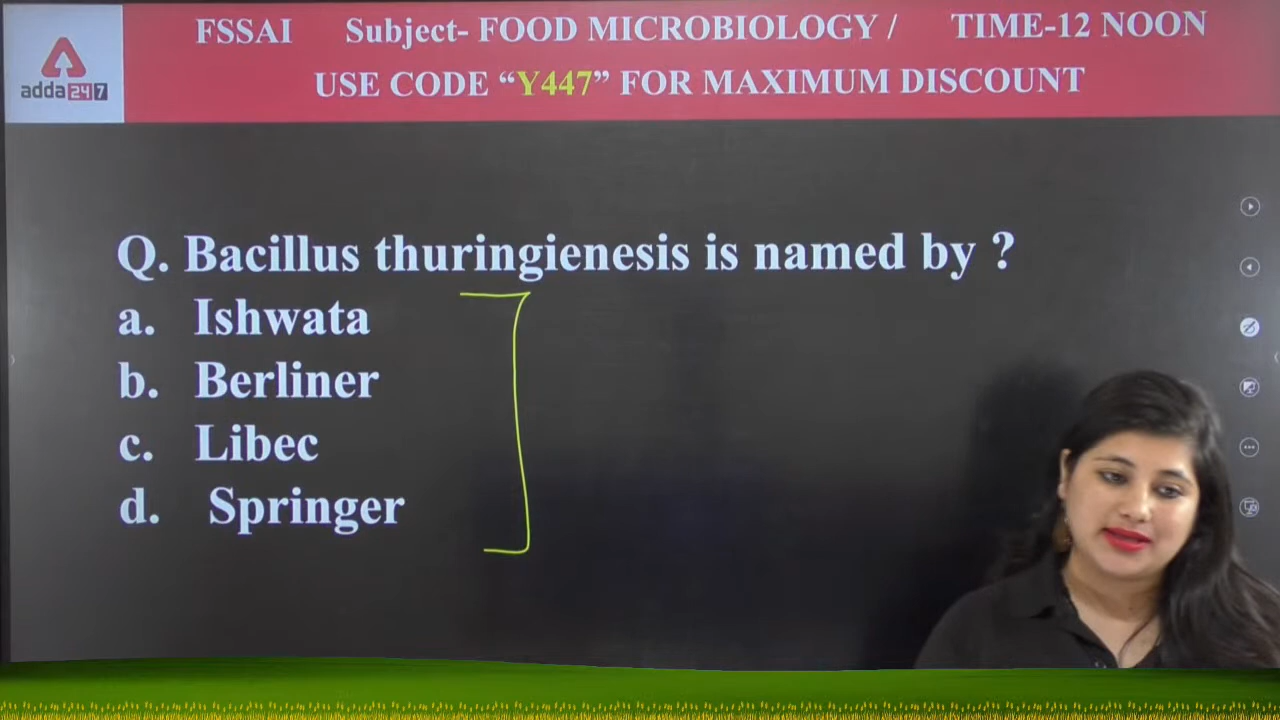 FSSAI Subject- FOOD MICROBIOLOGY / TIME-12 NOON
USE CODE “Y447” FOR MAXIMUM DISCOUNT
adda247
Q. Bacillus thuringienesis is named by ?
a. Ishwata
b. Berliner
c. Libec
d. Springer